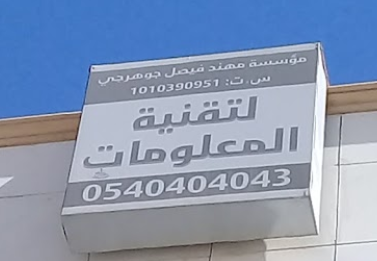 مؤسسة مهند فيصل جوهرجي
س.ت: 1010390951
لتقنية
المعلومات
0540404043